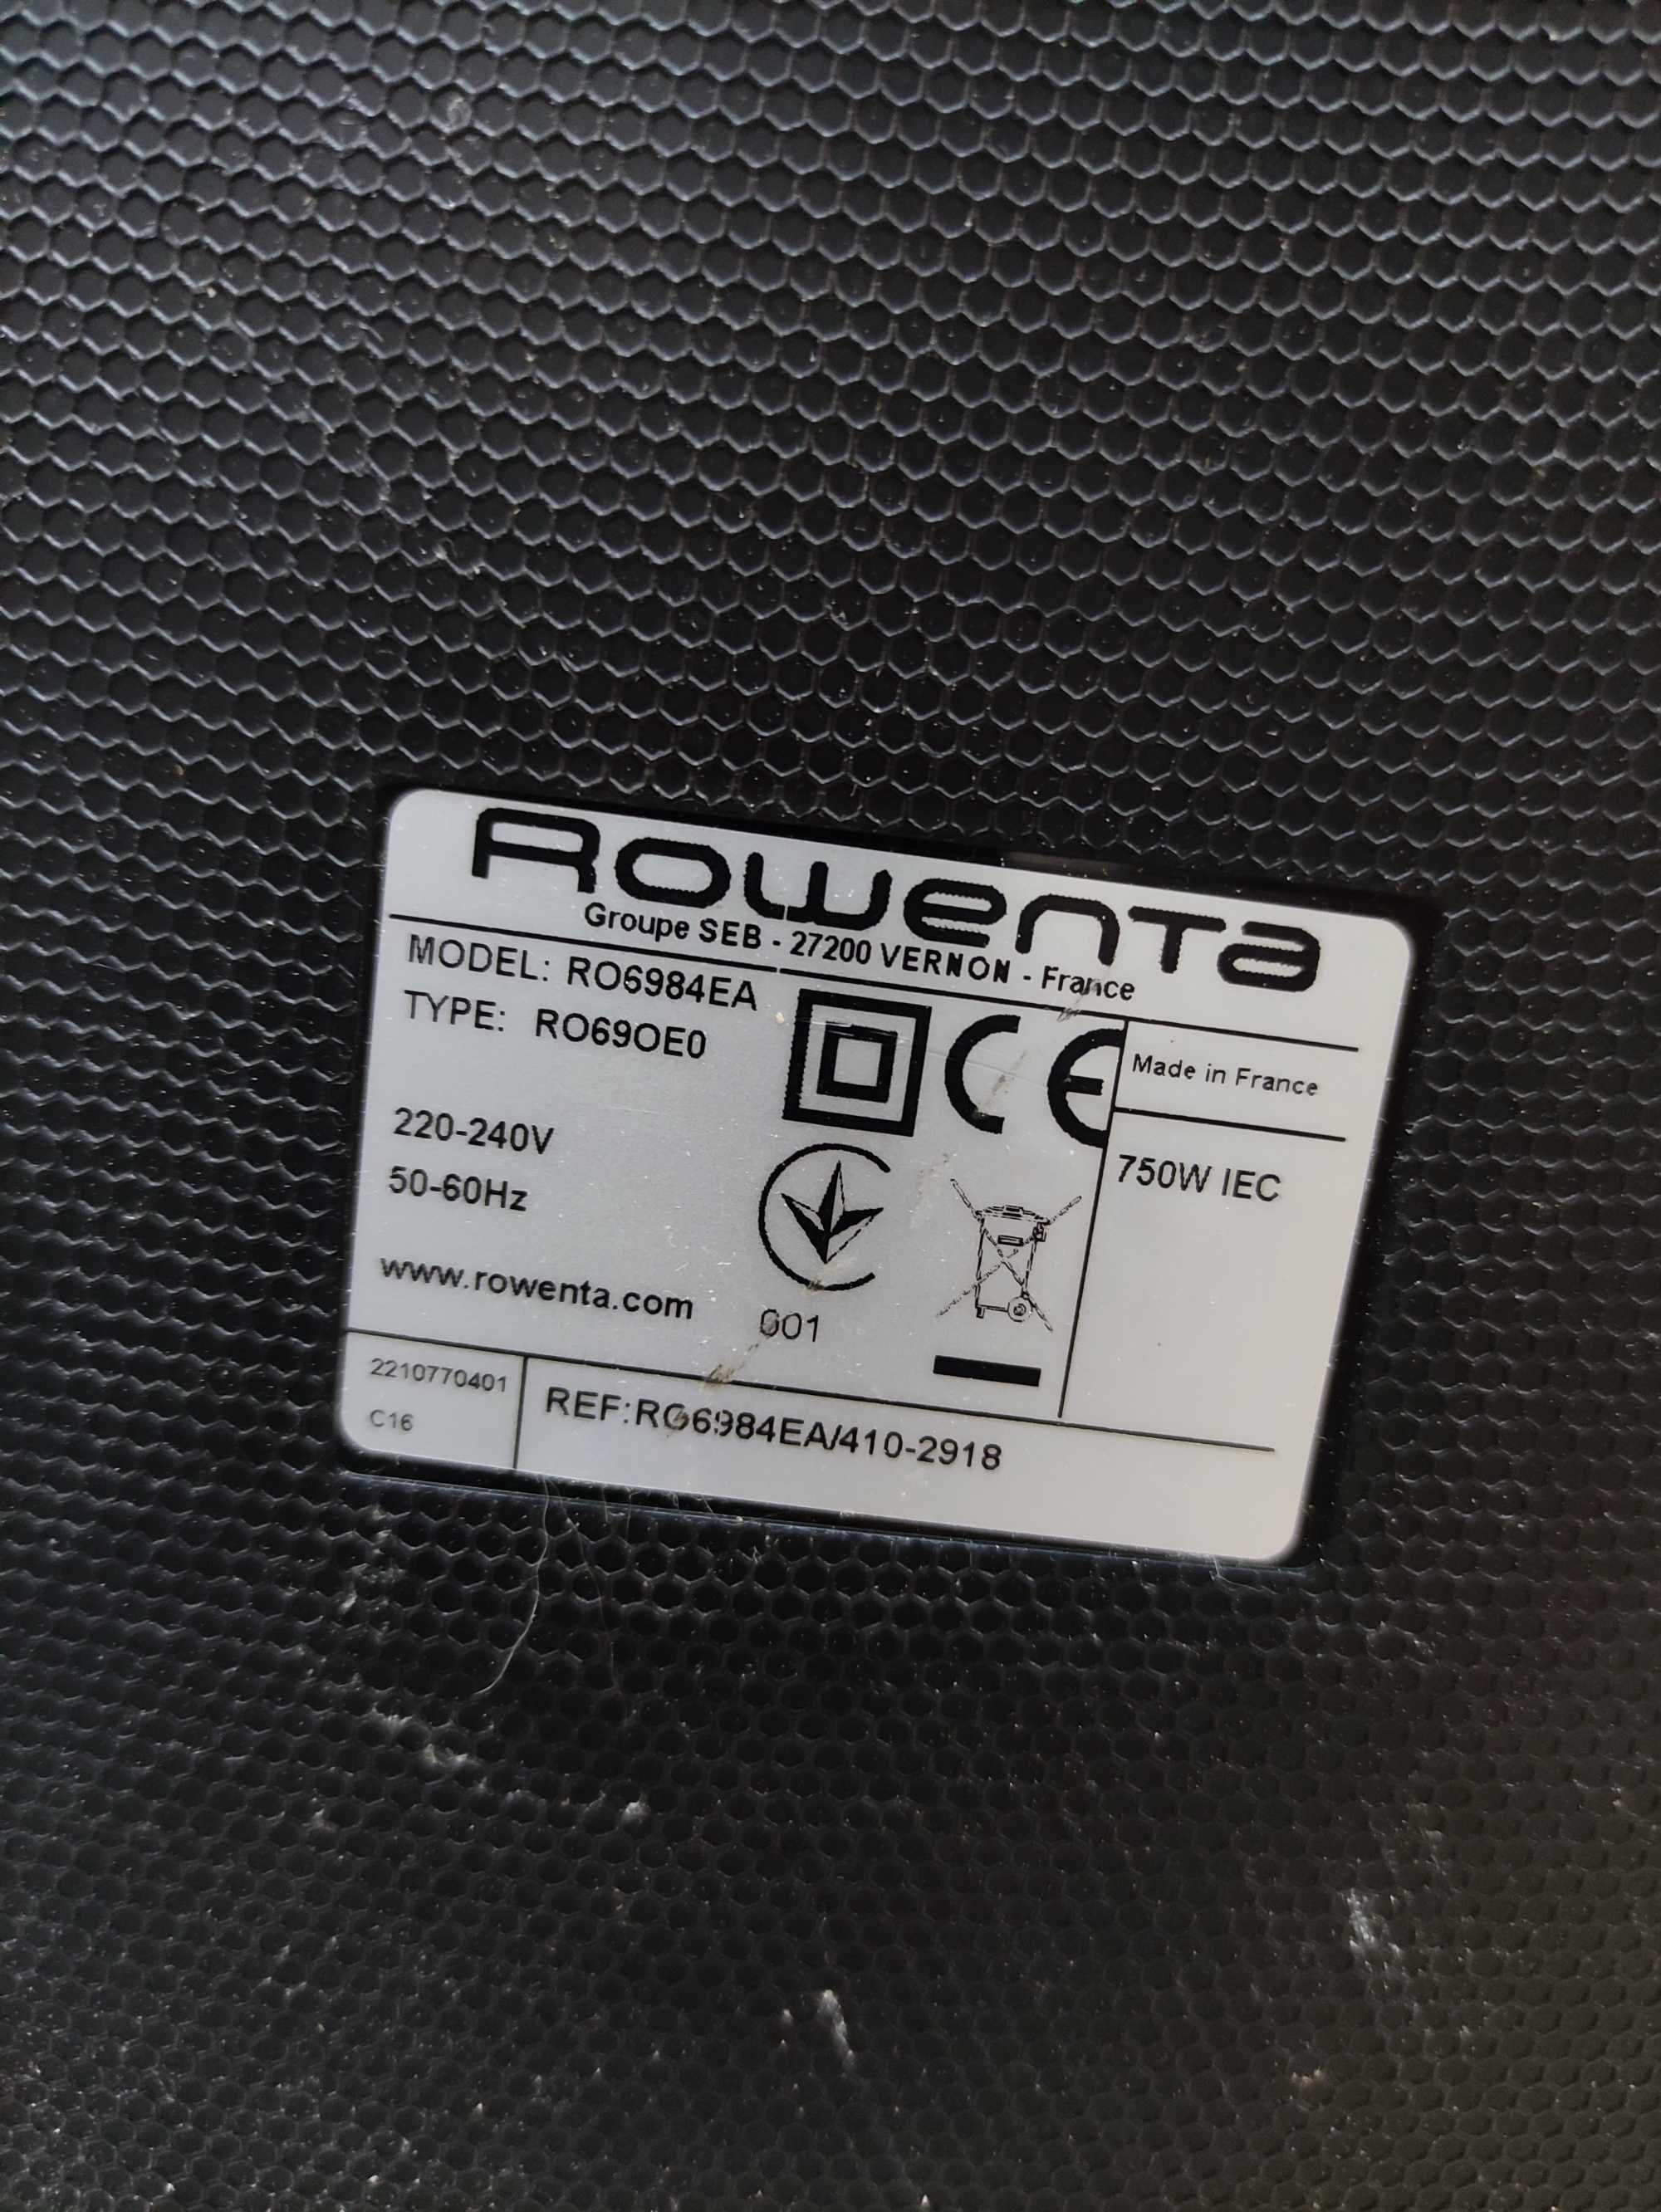 Rowenta
Groupe SEB - 27200 VERNON - France
MODEL: RO6984EA
TYPE: RO69OE0
Made in France
220-240V
50-60Hz
750W IEC
www.rowenta.com
001
2210770401
C16
REF:RO6984EA/410-2918